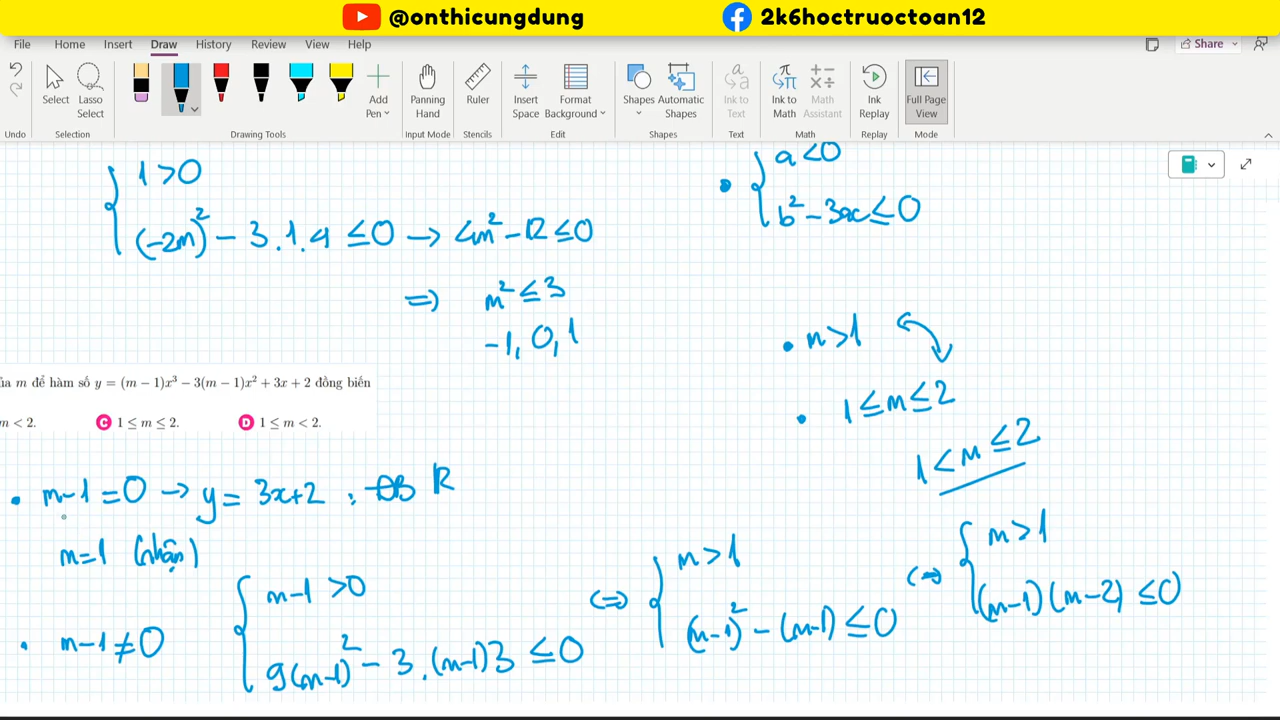 @onthicungdung 2k6hoctructoan12
File Home Insert Draw History Review View Help
Share
Select Lasso Select Add Pen Panning Hand Ruler Insert Space Format Background Shapes Automatic Shapes Ink to Text Ink to Math Math Assistant Ink Replay Full Page View
Undo Selection Drawing Tools Input Mode Stencils Edit Shapes Text Math Replay Mode
1 > 0
(-2m)² - 3.1.4 ≤ 0 → 4m² - 12 ≤ 0
⇒ m² ≤ 3
-1, 0, 1
a < 0
b² - 3ac ≤ 0
• m > 1
• 1 ≤ m ≤ 2
1 < m ≤ 2
ủa m để hàm số y = (m − 1)x³ − 3(m − 1)x² + 3x + 2 đồng biến
m < 2. C 1 ≤ m ≤ 2. D 1 ≤ m < 2.
• m-1 = 0 → y = 3x+2 : ĐB R
m = 1 (nhận)
• m-1 ≠ 0
m-1 > 0
9(m-1)² - 3.(m-1)3 ≤ 0
⇔ m > 1
(m-1)² - (m-1) ≤ 0
⇔ m > 1
(m-1)(m-2) ≤ 0